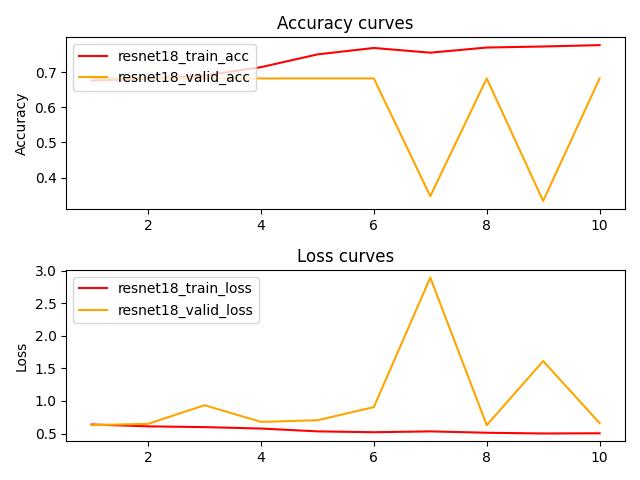 Accuracy curves
resnet18_train_acc
resnet18_valid_acc
Accuracy
0.7
0.6
0.5
0.4
2 4 6 8 10
Loss curves
resnet18_train_loss
resnet18_valid_loss
Loss
3.0
2.5
2.0
1.5
1.0
0.5
2 4 6 8 10